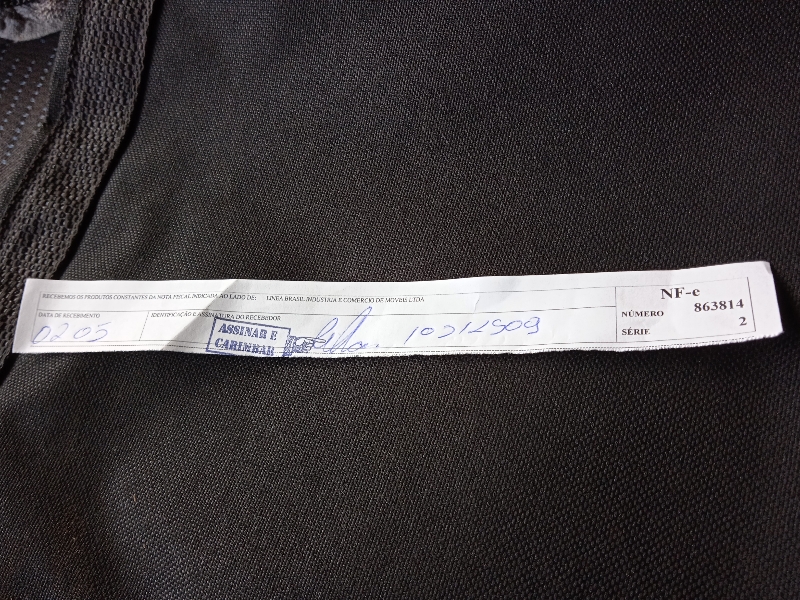 RECEBEMOS OS PRODUTOS CONSTANTES DA NOTA FISCAL INDICADA AO LADO DE: LINEA BRASIL INDUSTRIA E COMERCIO DE MOVEIS LTDA
DATA DE RECEBIMENTO
02 05
IDENTIFICAÇÃO E ASSINATURA DO RECEBEDOR
ASSINAR E
CARIMBAR
NF-e
NÚMERO 863814
SÉRIE 2